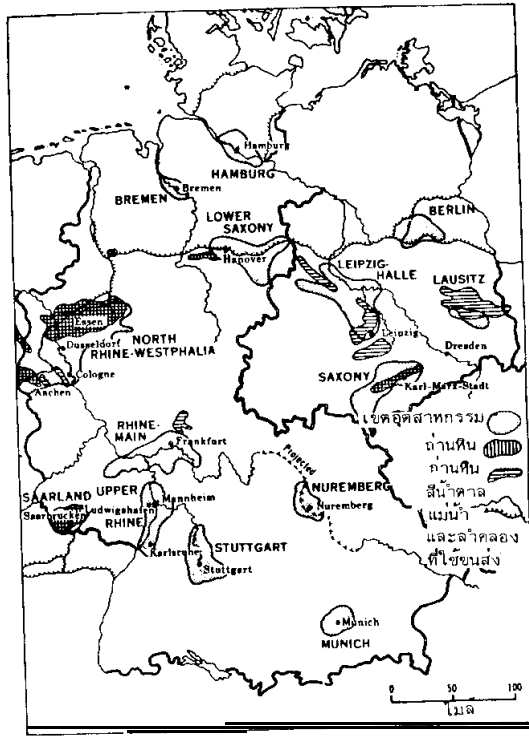 Hamburg
HAMBURG
BREMEN
Bremen
LOWER
SAXONY
Hanover
BERLIN
LEIPZIG-
HALLE
LAUSITZ
Leipzig
Dresden
Essen
Dusseldorf
NORTH
RHINE-WESTPHALIA
Cologne
Aachen
SAXONY
Karl-Marx-Stadt
RHINE-
MAIN
Frankfurt
Projected
SAARLAND
Saarbrucken
UPPER
RHINE
Mannheim
Ludwigshafen
Karlsruhe
NUREMBERG
Nuremberg
STUTTGART
Stuttgart
Munich
MUNICH
เขตอุตสาหกรรม
ถ่านหิน
ถ่านหิน
สีน้ำตาล
แม่น้ำ
และลำคลอง
ที่ใช้ขนส่ง
0 50 100
ไมล์